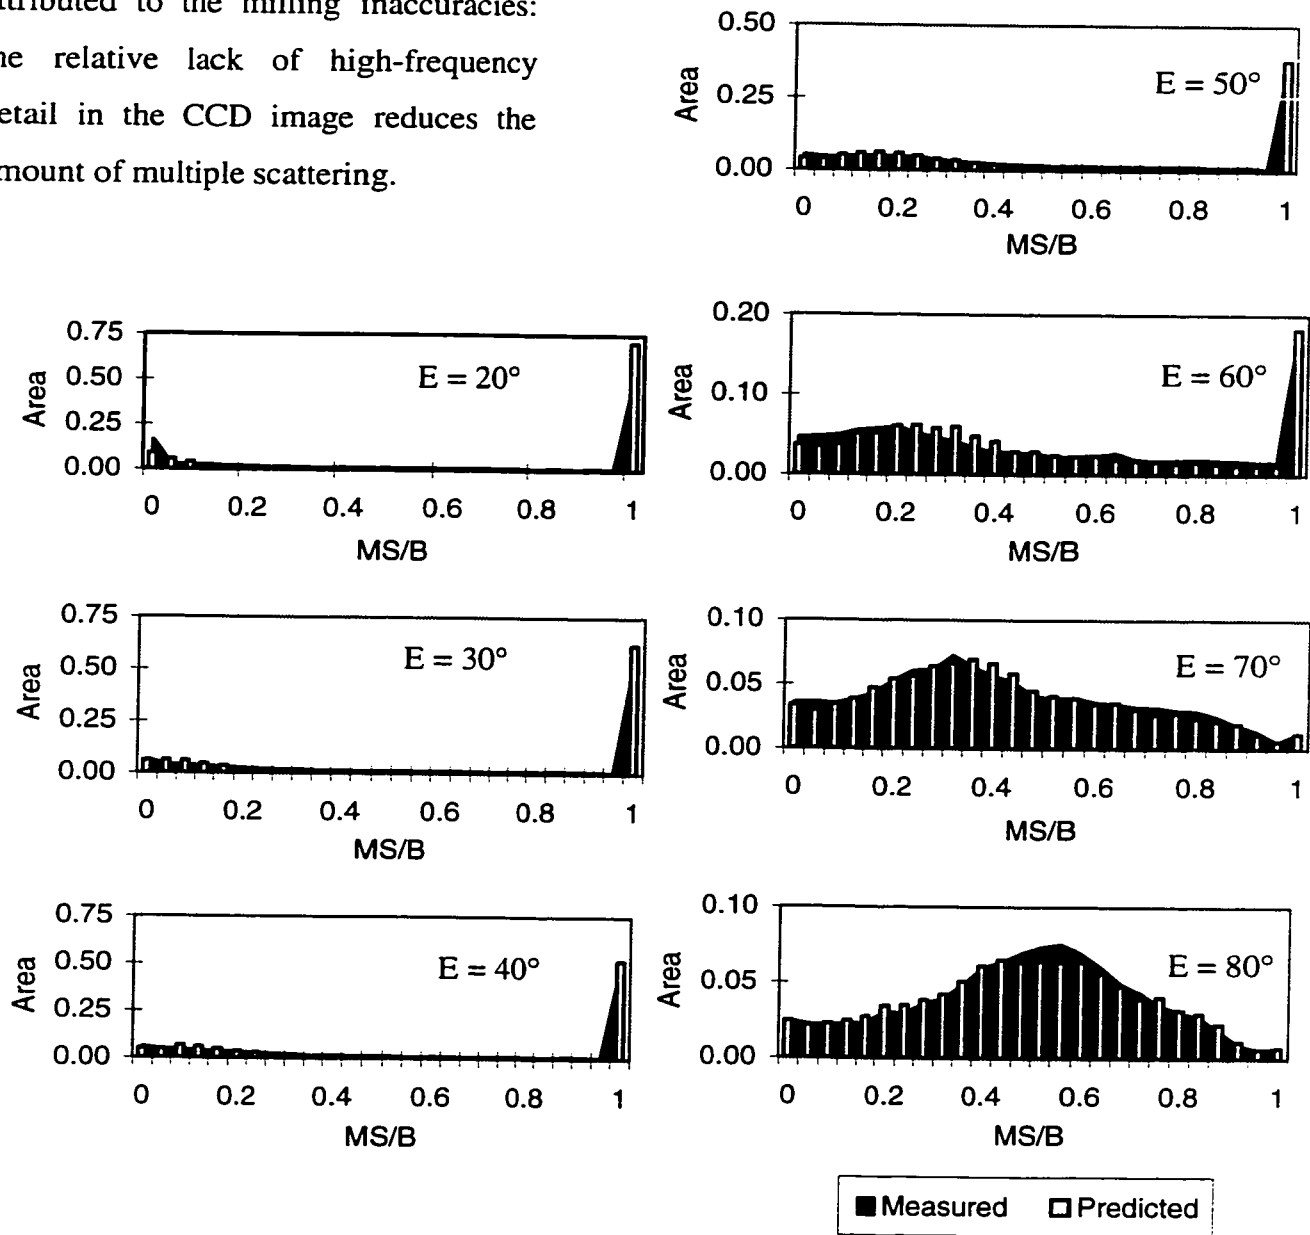 ttributed to the milling inaccuracies:
he relative lack of high-frequency
etail in the CCD image reduces the
mount of multiple scattering.
0.50
0.25
0.00
Area
E = 50°
0 0.2 0.4 0.6 0.8 1
MS/B
0.75
0.50
0.25
0.00
Area
E = 20°
0 0.2 0.4 0.6 0.8 1
MS/B
0.20
0.10
0.00
Area
E = 60°
0 0.2 0.4 0.6 0.8 1
MS/B
0.75
0.50
0.25
0.00
Area
E = 30°
0 0.2 0.4 0.6 0.8 1
MS/B
0.10
0.05
0.00
Area
E = 70°
0 0.2 0.4 0.6 0.8 1
MS/B
0.75
0.50
0.25
0.00
Area
E = 40°
0 0.2 0.4 0.6 0.8 1
MS/B
0.10
0.05
0.00
Area
E = 80°
0 0.2 0.4 0.6 0.8 1
MS/B
Measured Predicted